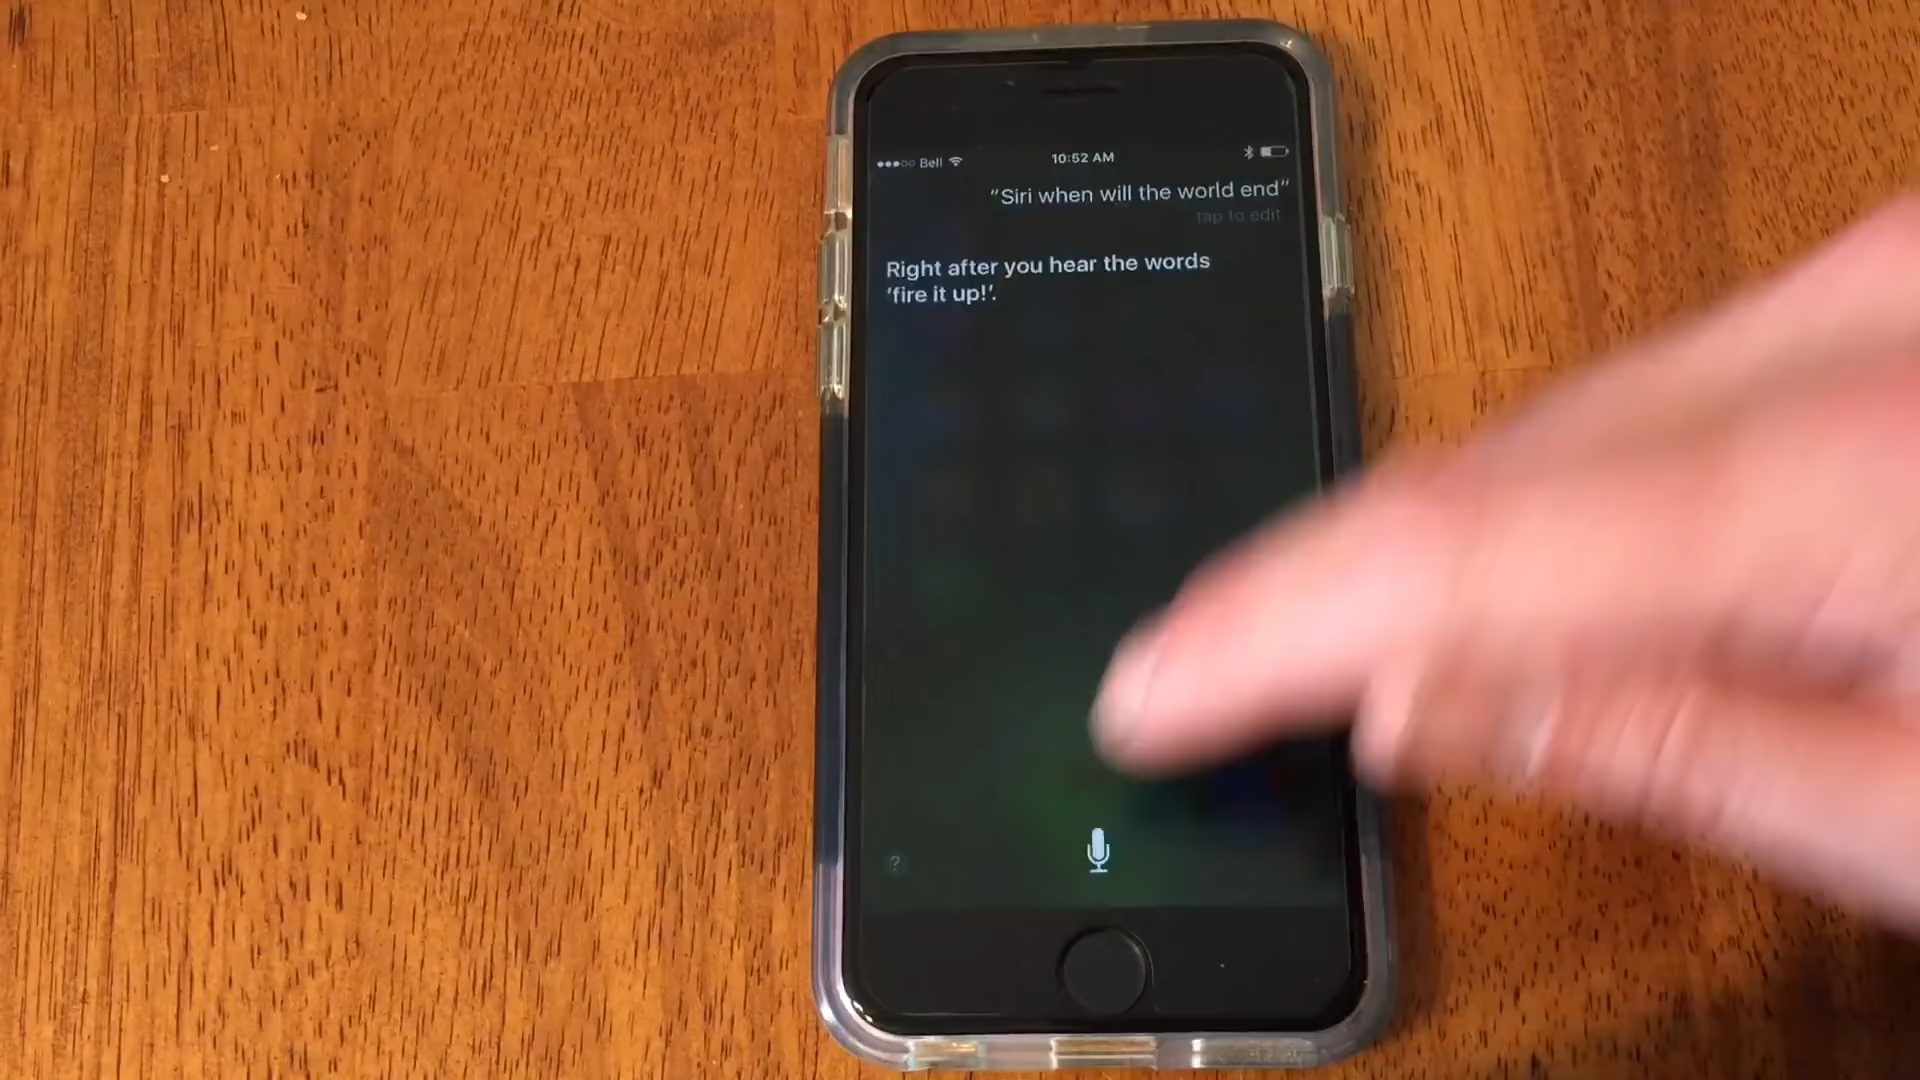 Bell
10:52 AM
"Siri when will the world end"
tap to edit
Right after you hear the words
'fire it up!'.
?